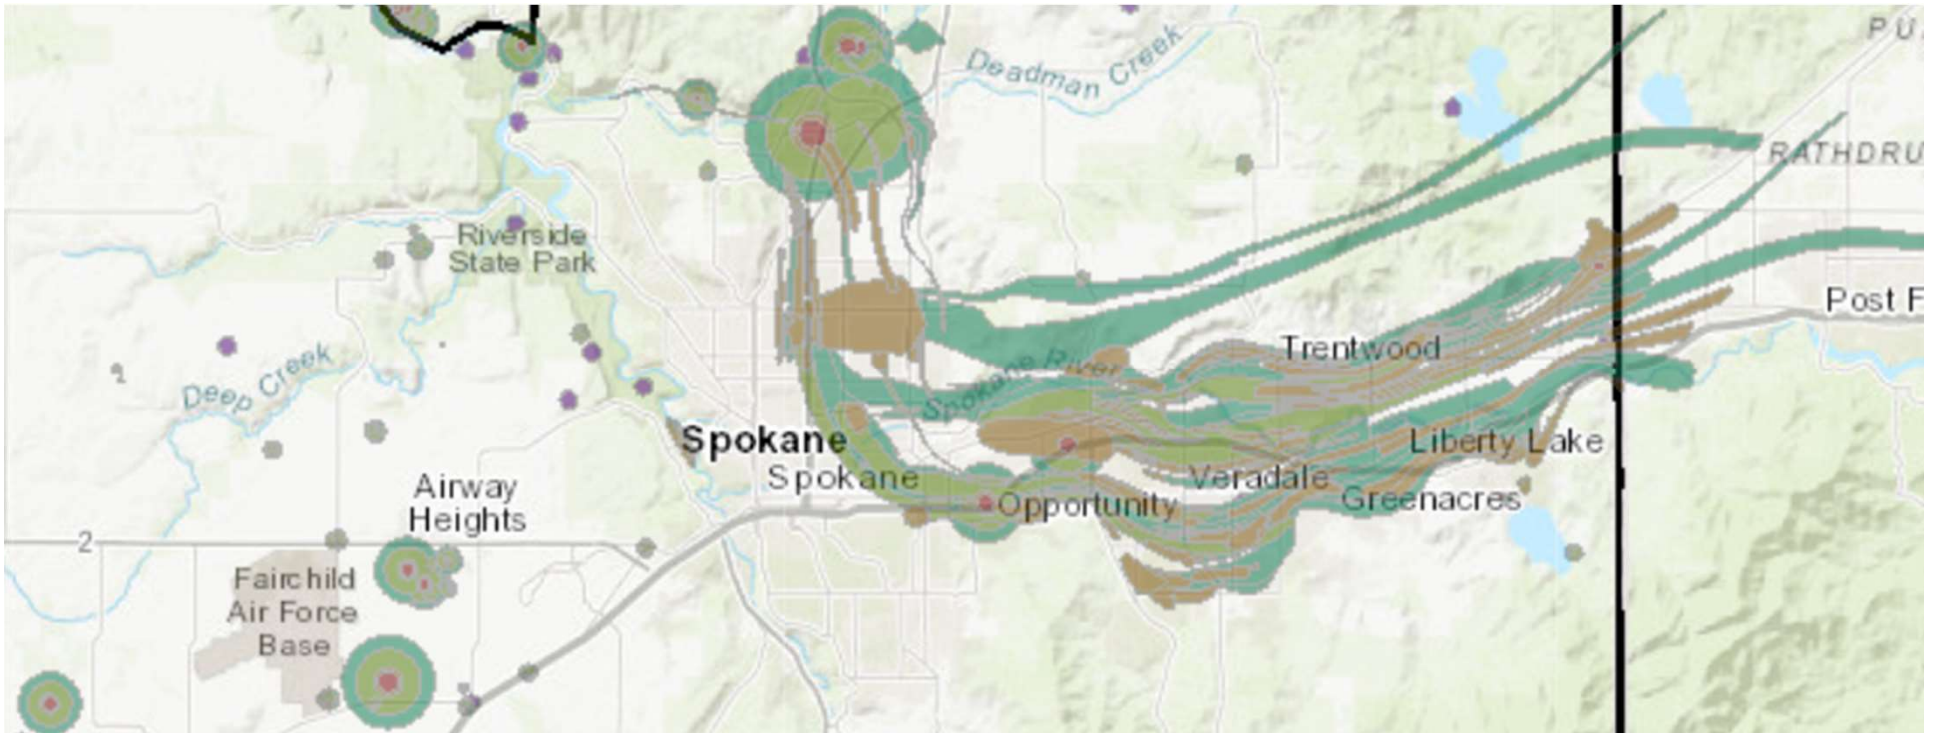 PU
Deadman Creek
RATHDRU
Riverside
State Park
Post F
Trentwood
Spokane River
Deep Creek
Spokane
Liberty Lake
Spokane
Veradale
Opportunity
Greenacres
Airway
Heights
2
Fairchild
Air Force
Base